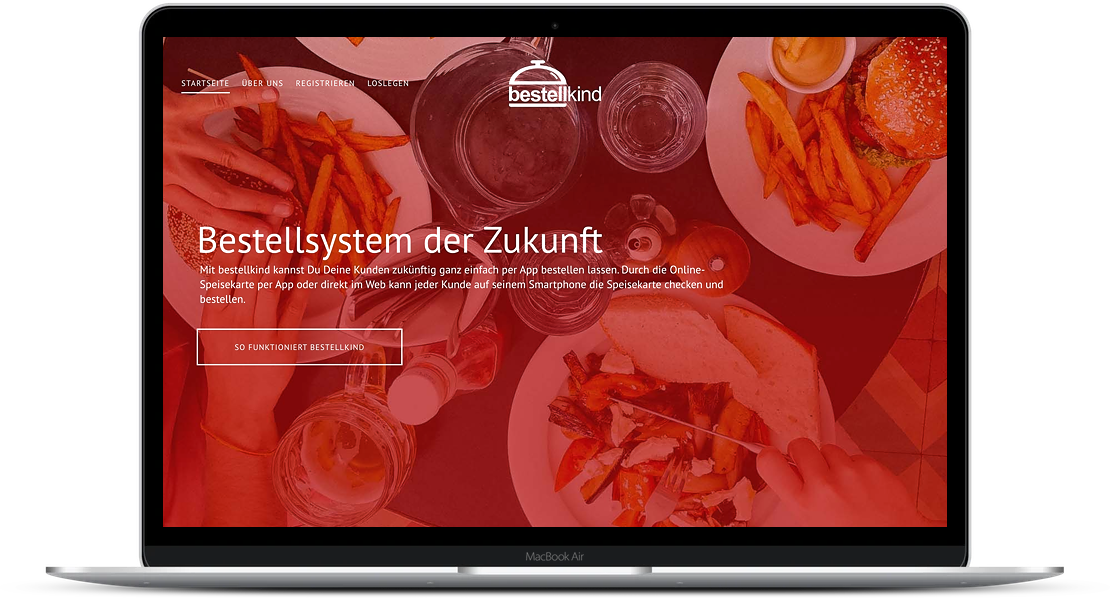 STARTSEITE ÜBER UNS REGISTRIEREN LOSLEGEN
bestellkind
Bestellsystem der Zukunft
Mit bestellkind kannst Du Deine Kunden zukünftig ganz einfach per App bestellen lassen. Durch die Online-
Speisekarte per App oder direkt im Web kann jeder Kunde auf seinem Smartphone die Speisekarte checken und
bestellen.
SO FUNKTIONIERT BESTELLKIND
MacBook Air